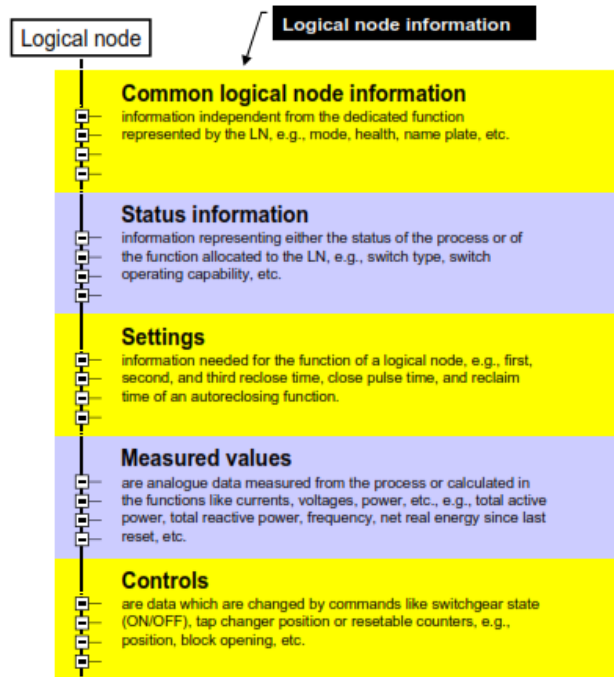 Logical node information
Logical node
Common logical node information
information independent from the dedicated function
represented by the LN, e.g., mode, health, name plate, etc.
Status information
information representing either the status of the process or of
the function allocated to the LN, e.g., switch type, switch
operating capability, etc.
Settings
information needed for the function of a logical node, e.g., first,
second, and third reclose time, close pulse time, and reclaim
time of an autoreclosing function.
Measured values
are analogue data measured from the process or calculated in
the functions like currents, voltages, power, etc., e.g., total active
power, total reactive power, frequency, net real energy since last
reset, etc.
Controls
are data which are changed by commands like switchgear state
(ON/OFF), tap changer position or resetable counters, e.g.,
position, block opening, etc.